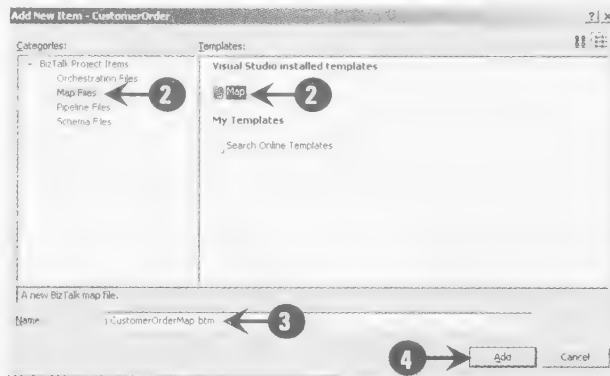 Add New Item - CustomerOrder
? | x
Categories:
Templates:
- BizTalk Project Items
Orchestration Files
Map Files
2
Pipeline Files
Schema Files
Visual Studio installed templates
Map
2
My Templates
Search Online Templates
A new BizTalk map file.
Name
CustomerOrderMap btm
3
4
Add
Cancel